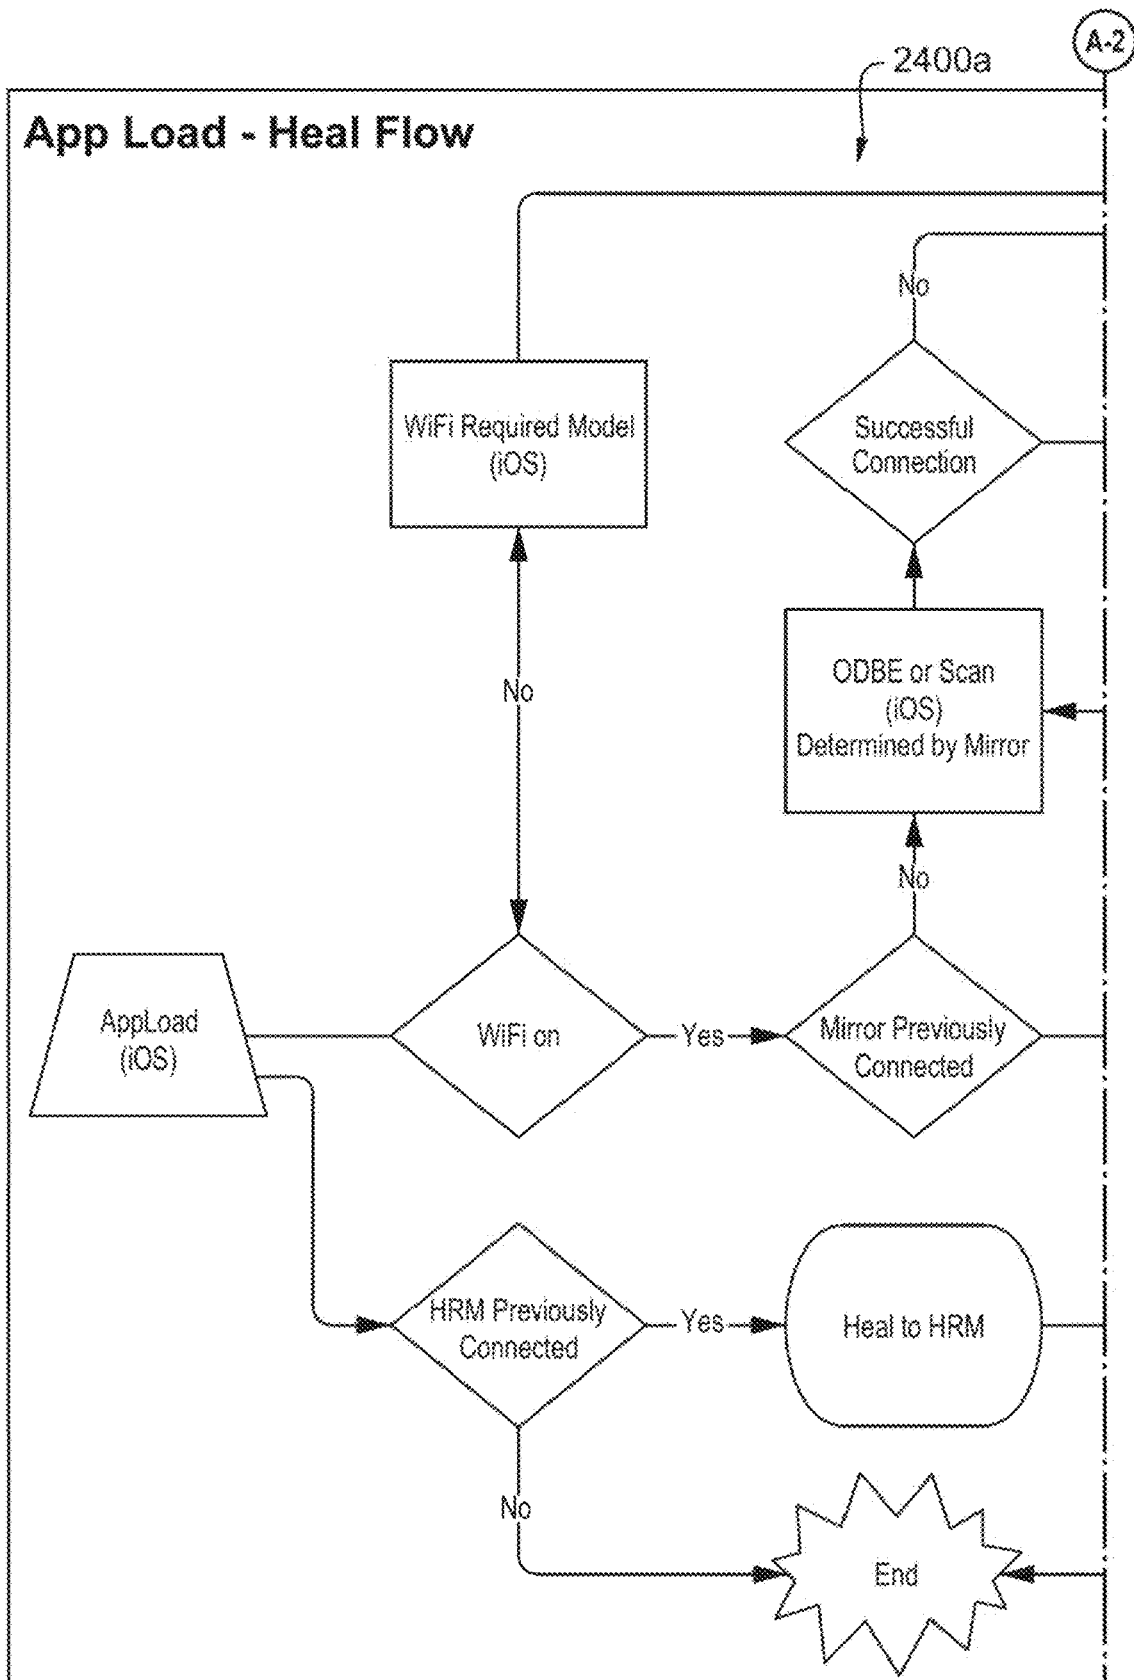 A-2
2400a
App Load - Heal Flow
No
WiFi Required Model
(iOS)
Successful
Connection
No
ODBE or Scan
(iOS)
Determined by Mirror
No
AppLoad
(iOS)
WiFi on
Yes
Mirror Previously
Connected
HRM Previously
Connected
Yes
Heal to HRM
No
End